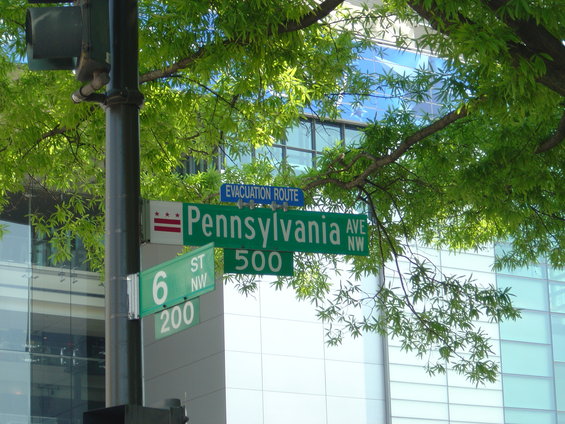 EVACUATION ROUTE
Pennsylvania AVE NW
500
6 ST NW
200